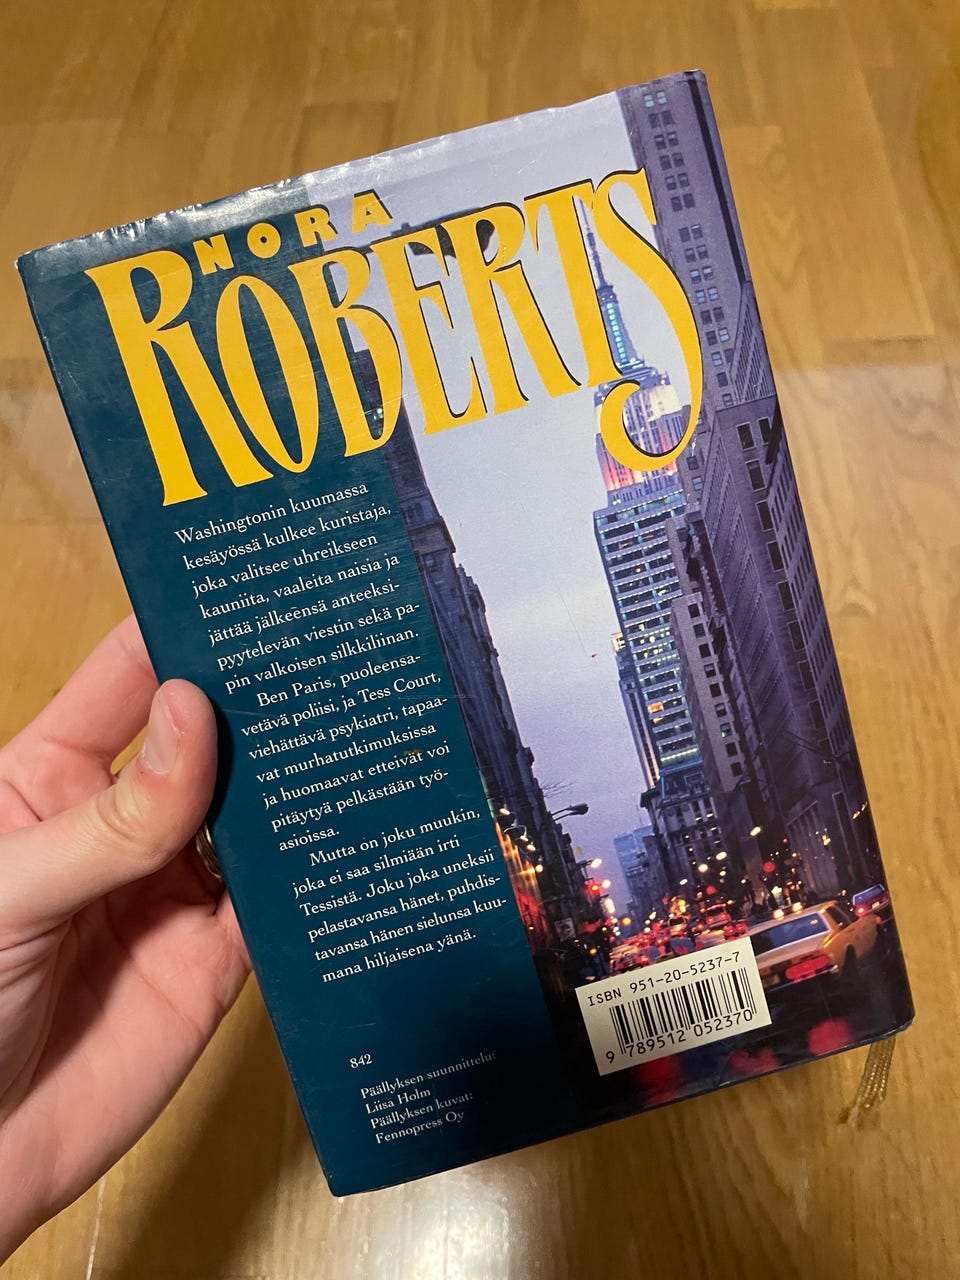 NORA
ROBERTS
Washingtonin kuumassa
kesäyössä kulkee kuristaja,
joka valitsee uhreikseen
kauniita, vaaleita naisia ja
jättää jälkeensä anteeksi-
pyytelevän viestin sekä pa-
pin valkoisen silkkiliinan.
Ben Paris, puoleensa-
vetävä poliisi, ja Tess Court,
viehättävä psykiatri, tapaa-
vat murhatutkimuksissa
ja huomaavat etteivät voi
pitäytyä pelkästään työ-
asioissa.
Mutta on joku muukin,
joka ei saa silmiään irti
Tessistä. Joku joka uneksii
pelastavansa hänet, puhdis-
tavansa hänen sielunsa kuu-
mana hiljaisena yönä.
842
Päällyksen suunnittelu:
Liisa Holm
Päällyksen kuvat:
Fennopress Oy
ISBN 951-20-5237-7
9 789512 052370